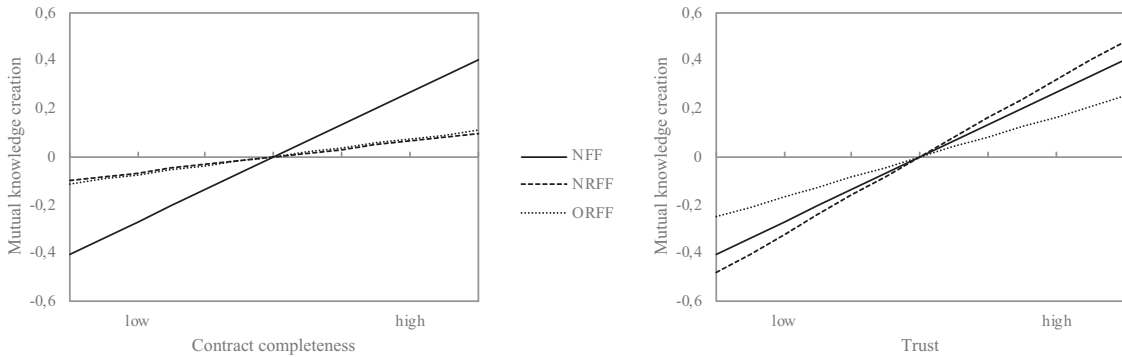 Mutual knowledge creation
0,6
0,4
0,2
0
-0,2
-0,4
-0,6
low
high
Contract completeness
NFF
NRFF
ORFF
Mutual knowledge creation
0,6
0,4
0,2
0
-0,2
-0,4
-0,6
low
high
Trust